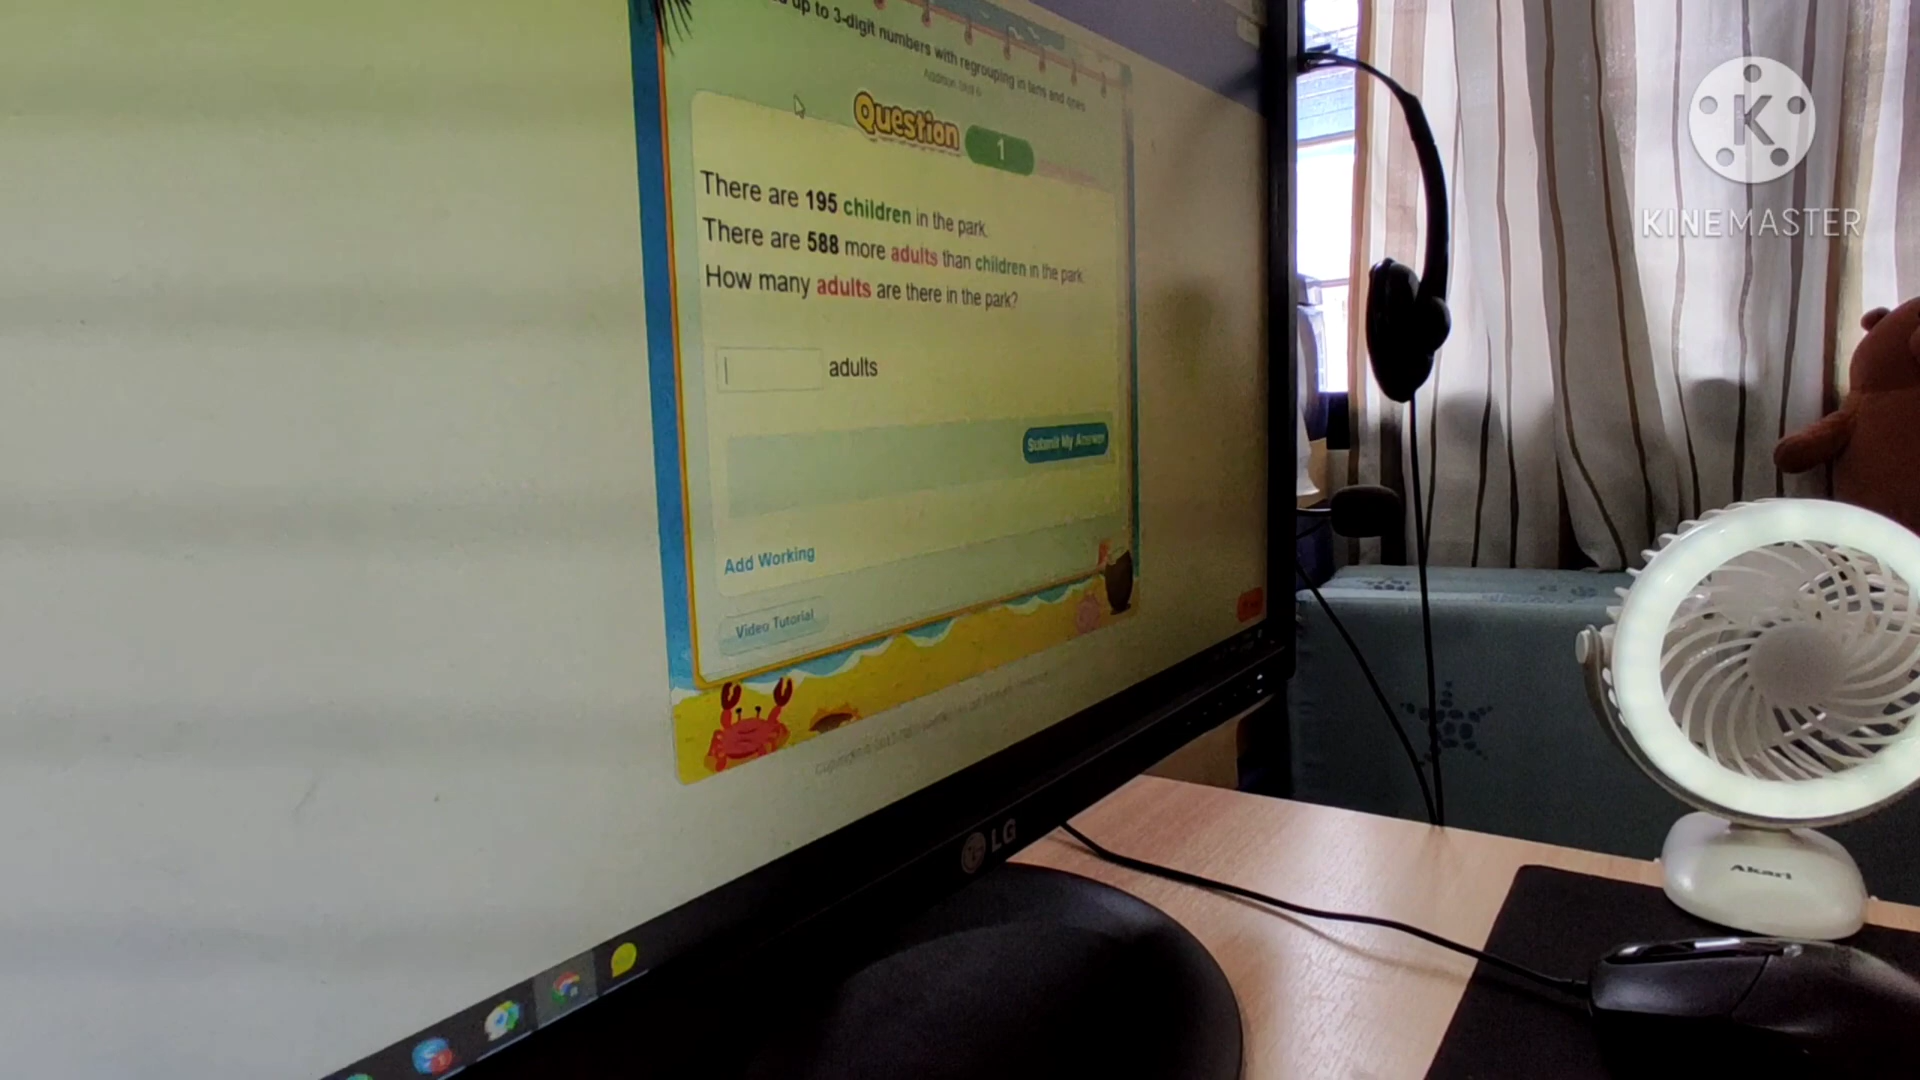 up to 3-digit numbers with regrouping in tens and ones
Question 1
There are 195 children in the park.
There are 588 more adults than children in the park.
How many adults are there in the park?
adults
Submit My Answer
Add Working
Video Tutorial
LG
K
KINEMASTER
Akari